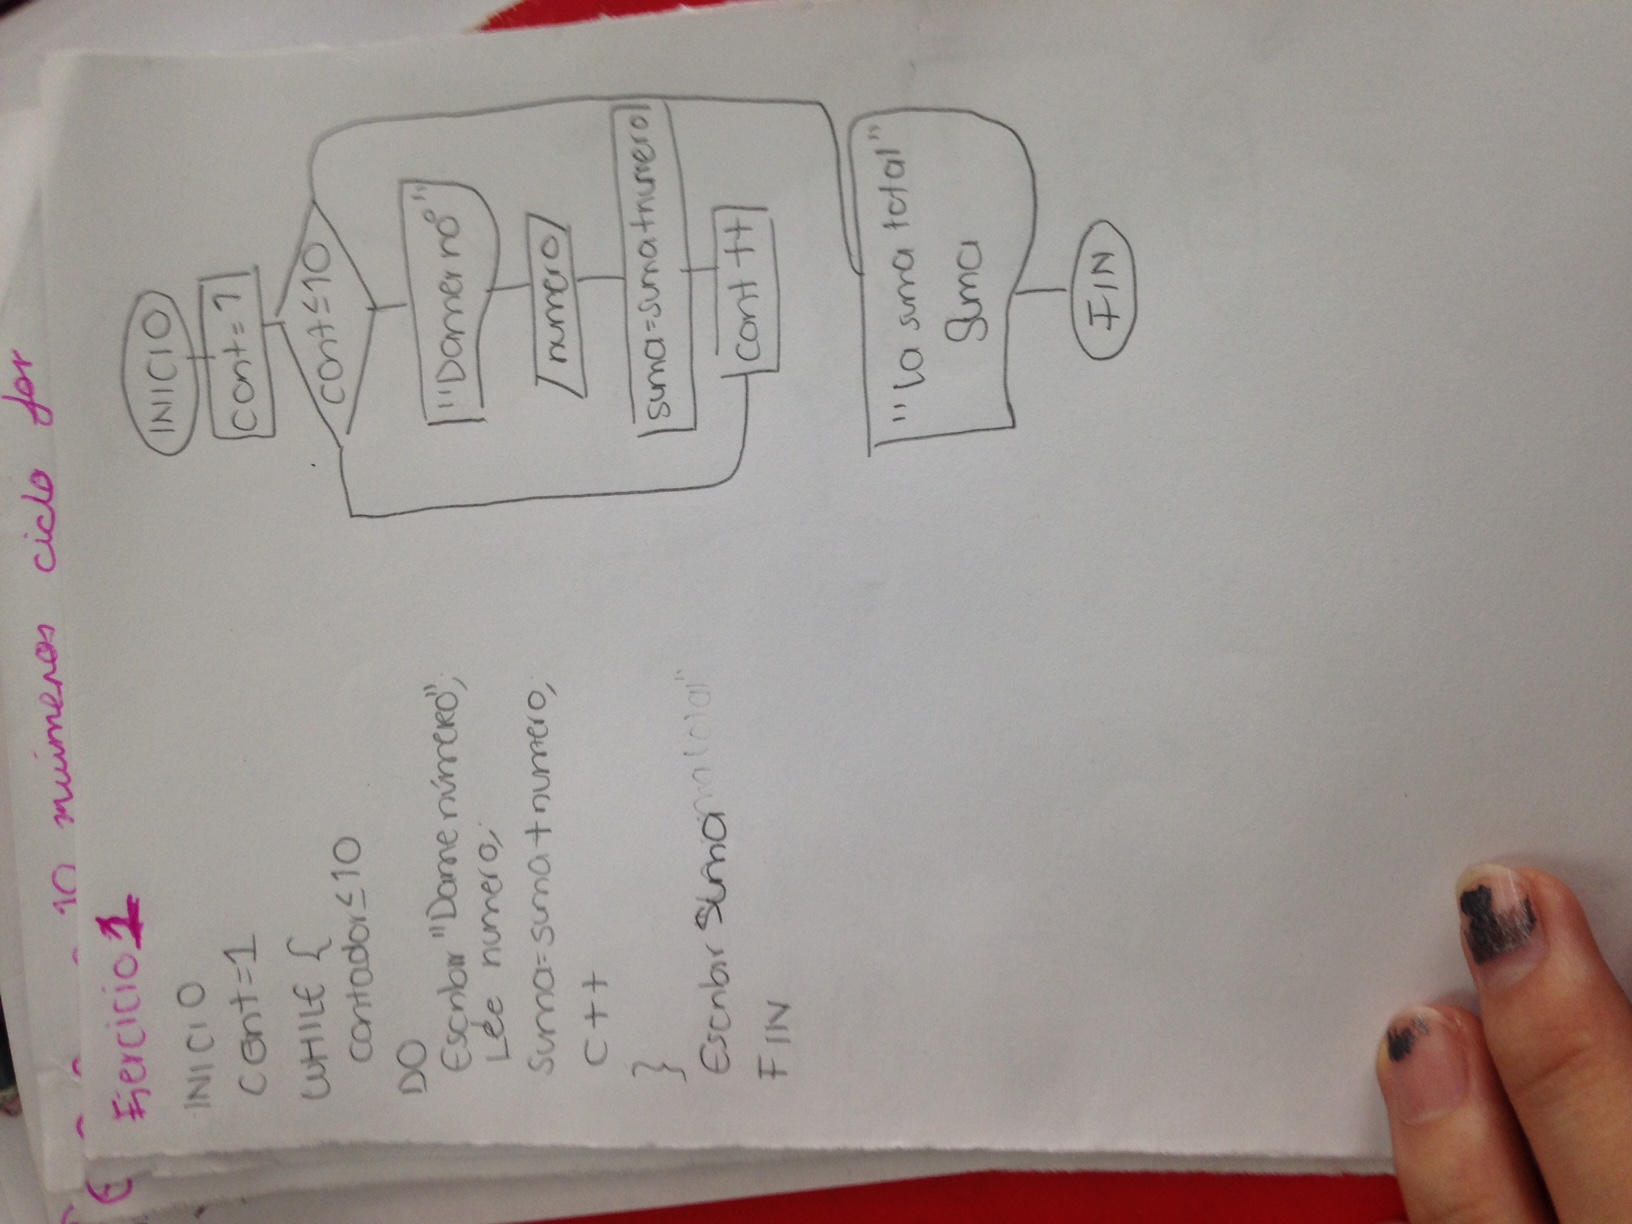 10 números ciclo for
Ejercicio 1
INICIO
cont=1
WHILE {
contador≤10
DO
Escribir "Dame número";
Lée numero;
suma=suma+numero;
C++
}
Escribir suma total"
FIN
INICIO
cont=1
cont≤10
"Dame nº"
numero
suma=suma+numero
cont ++
"la suma total"
suma
FIN